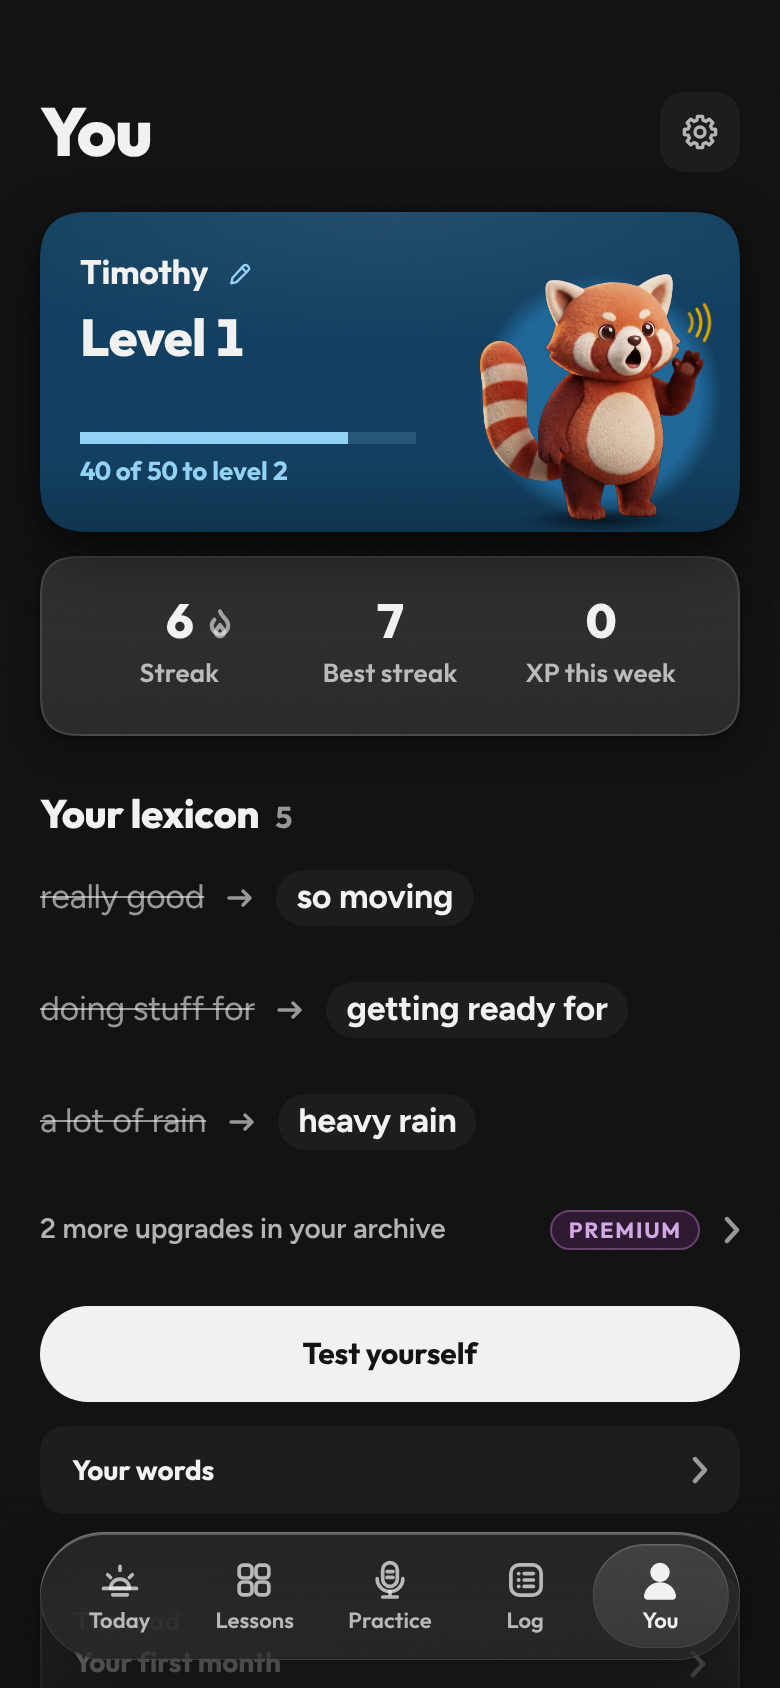 You
Timothy
Level 1
40 of 50 to level 2
6
7
0
Streak
Best streak
XP this week
Your lexicon 5
really good → so moving
doing stuff for → getting ready for
a lot of rain → heavy rain
2 more upgrades in your archive PREMIUM
Test yourself
Your words
Today
Lessons
Practice
Log
You
Your first month